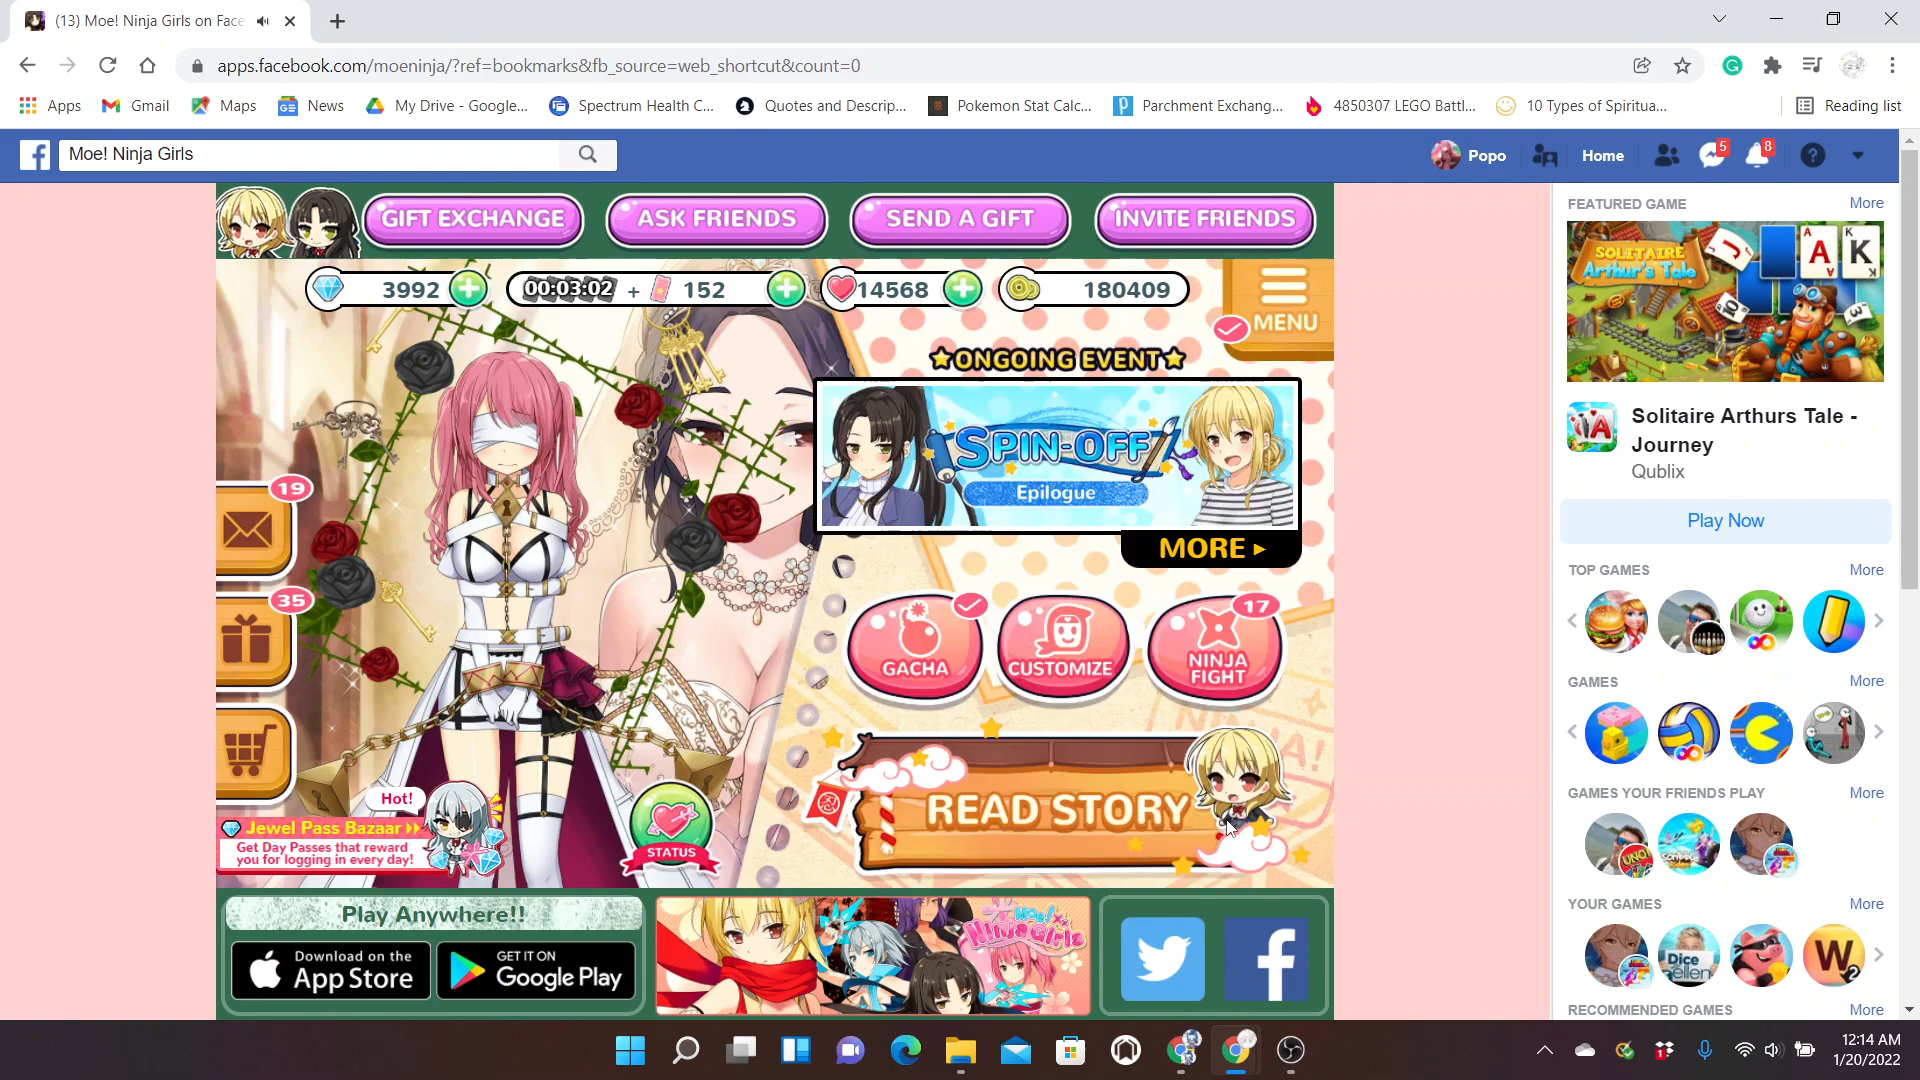 (13) Moe! Ninja Girls on Face
apps.facebook.com/moeninja/?ref=bookmarks&fb_source=web_shortcut&count=0
Apps
Gmail
Maps
News
My Drive - Google...
Spectrum Health C...
Quotes and Descrip...
Pokemon Stat Calc...
Parchment Exchang...
4850307 LEGO Battl...
10 Types of Spiritua...
Reading list
Moe! Ninja Girls
Popo
Home
5
8
GIFT EXCHANGE
ASK FRIENDS
SEND A GIFT
INVITE FRIENDS
3992
00:03:02 + 152
14568
180409
MENU
ONGOING EVENT
SPIN-OFF
Epilogue
MORE
19
35
GACHA
CUSTOMIZE
17
NINJA
FIGHT
READ STORY
Hot!
Jewel Pass Bazaar
Get Day Passes that reward
you for logging in every day!
STATUS
Play Anywhere!!
Download on the
App Store
GET IT ON
Google Play
Moe!
Ninja Girls
FEATURED GAME
More
SOLITAIRE
Arthur's Tale
A
A
K
K
Solitaire Arthurs Tale -
Journey
Qublix
Play Now
TOP GAMES
More
GAMES
More
GAMES YOUR FRIENDS PLAY
More
UNO
YOUR GAMES
More
Dice
ellen
W2
RECOMMENDED GAMES
More
12:14 AM
1/20/2022